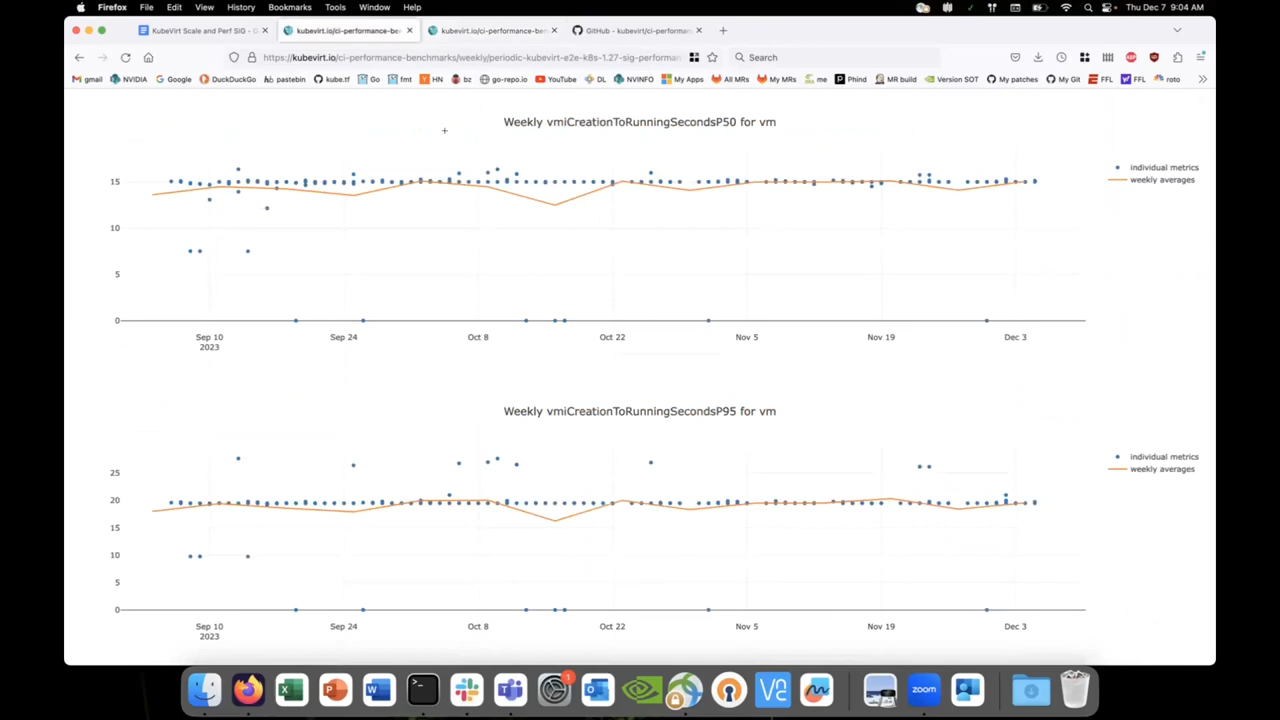 Firefox File Edit View History Bookmarks Tools Window Help Thu Dec 7 9:04 AM
KubeVirt Scale and Perf SIG - G kubevirt.io/ci-performance-be kubevirt.io/ci-performance-ben GitHub - kubevirt/ci-performan
https://kubevirt.io/ci-performance-benchmarks/weekly/periodic-kubevirt-e2e-k8s-1.27-sig-performan Search
gmail NVIDIA Google DuckDuckGo pastebin kube.tf Go fmt HN bz go-repo.io YouTube DL NVINFO My Apps All MRs My MRs me Phind MR build Version SOT My patches My Git FFL FFL roto
Weekly vmiCreationToRunningSecondsP50 for vm
individual metrics
weekly averages
15
10
5
0
Sep 10 Sep 24 Oct 8 Oct 22 Nov 5 Nov 19 Dec 3
2023
Weekly vmiCreationToRunningSecondsP95 for vm
individual metrics
weekly averages
25
20
15
10
5
0
Sep 10 Sep 24 Oct 8 Oct 22 Nov 5 Nov 19 Dec 3
2023
1
zoom